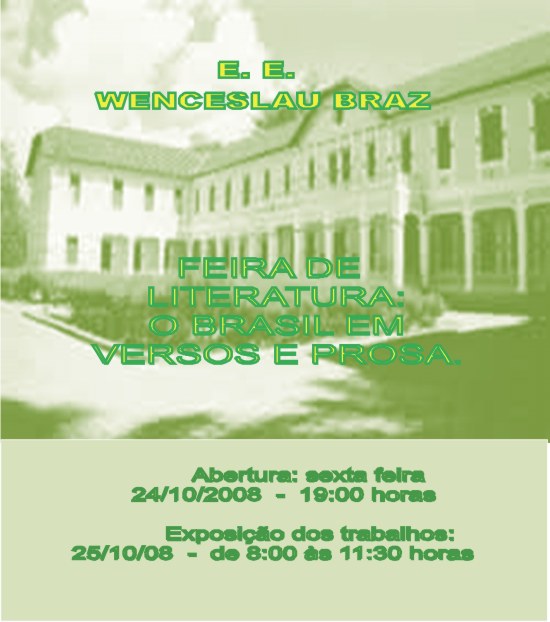 E. E.
WENCESLAU BRAZ
FEIRA DE
LITERATURA:
O BRASIL EM
VERSOS E PROSA.
Abertura: sexta feira
24/10/2008 - 19:00 horas
Exposição dos trabalhos:
25/10/08 - de 8:00 às 11:30 horas